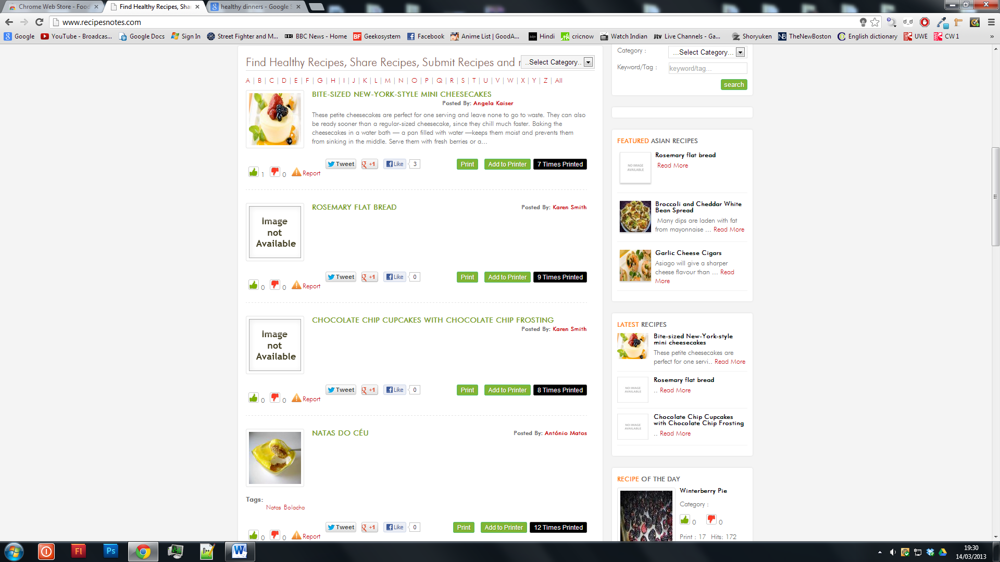 Chrome Web Store - Food
Find Healthy Recipes, Sha
healthy dinners - Google S
www.recipesnotes.com
Google
YouTube - Broadcas...
Google Docs
Sign In
Street Fighter and M...
BBC News - Home
Geekosystem
Facebook
Anime List | GoodA...
Hindi
cricnow
Watch Indian
Live Channels - Ga...
Shoryuken
TheNewBoston
English dictionary
UWE
CW 1
»
Find Healthy Recipes, Share Recipes, Submit Recipes and r
..Select Category..
A | B | C | D | E | F | G | H | I | J | K | L | M | N | O | P | Q | R | S | T | U | V | W | X | Y | Z | All
BITE-SIZED NEW-YORK-STYLE MINI CHEESECAKES
Posted By: Angela Kaiser
These petite cheesecakes are perfect for one serving and leave none to go to waste. They can also
be ready sooner than a regular-sized cheesecake, since they chill much faster. Baking the
cheesecakes in a water bath — a pan filled with water —keeps them moist and prevents them
from sinking in the middle. Serve them with fresh berries or a...
Tweet +1 Like 3 Print Add to Printer 7 Times Printed
1 0 Report
Image
not
Available
ROSEMARY FLAT BREAD
Posted By: Karen Smith
Tweet +1 Like 0 Print Add to Printer 9 Times Printed
0 0 Report
Image
not
Available
CHOCOLATE CHIP CUPCAKES WITH CHOCOLATE CHIP FROSTING
Posted By: Karen Smith
Tweet +1 Like 0 Print Add to Printer 8 Times Printed
0 0 Report
NATAS DO CÉU
Posted By: António Matos
Tags:
Natas Bolacha
Tweet +1 Like 0 Print Add to Printer 12 Times Printed
0 0 Report
Category :
...Select Category...
Keyword/Tag :
keyword/tag...
search
FEATURED ASIAN RECIPES
NO IMAGE
AVAILABLE
Rosemary flat bread
Read More
Broccoli and Cheddar White
Bean Spread
Many dips are laden with fat
from mayonnaise ... Read More
Garlic Cheese Cigars
Asiago will give a sharper
cheese flavour than ... Read
More
LATEST RECIPES
Bite-sized New-York-style
mini cheesecakes
These petite cheesecakes are
perfect for one servi.. Read More
NO IMAGE
AVAILABLE
Rosemary flat bread
.. Read More
NO IMAGE
AVAILABLE
Chocolate Chip Cupcakes
with Chocolate Chip Frosting
.. Read More
RECIPE OF THE DAY
Winterberry Pie
Category :
0 0
Print : 17 Hits: 172
Fl
Ps
19:30
14/03/2013